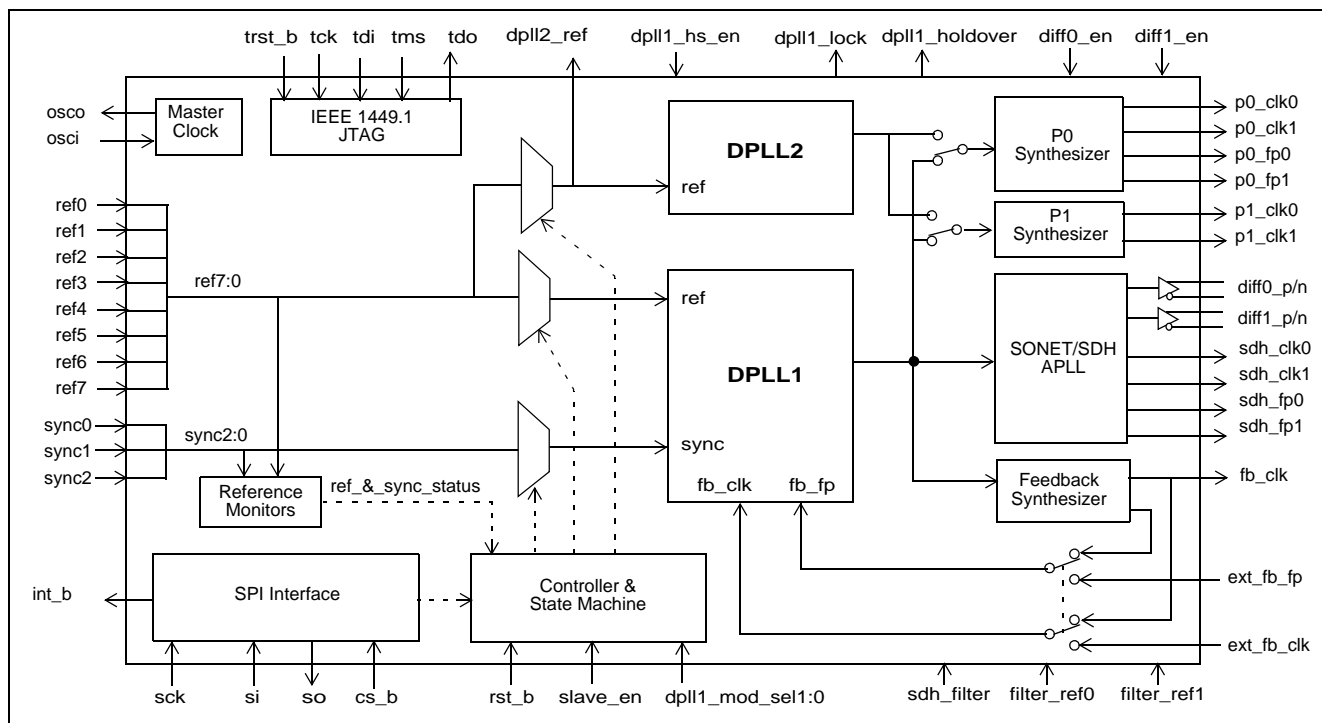 trst_b
tck
tdi
tms
tdo
dpll2_ref
dpll1_hs_en
dpll1_lock
dpll1_holdover
diff0_en
diff1_en
osco
osci
Master
Clock
IEEE 1449.1
JTAG
DPLL2
ref
P0
Synthesizer
p0_clk0
p0_clk1
p0_fp0
p0_fp1
P1
Synthesizer
p1_clk0
p1_clk1
ref0
ref1
ref2
ref3
ref4
ref5
ref6
ref7
ref7:0
ref
DPLL1
sync
fb_clk
fb_fp
SONET/SDH
APLL
diff0_p/n
diff1_p/n
sdh_clk0
sdh_clk1
sdh_fp0
sdh_fp1
sync0
sync1
sync2
sync2:0
Reference
Monitors
ref_&_sync_status
Feedback
Synthesizer
fb_clk
int_b
SPI Interface
Controller &
State Machine
ext_fb_fp
ext_fb_clk
sck
si
so
cs_b
rst_b
slave_en
dpll1_mod_sel1:0
sdh_filter
filter_ref0
filter_ref1